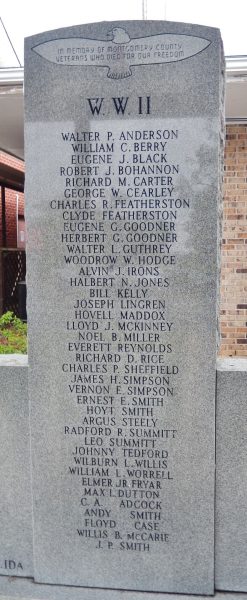 IN MEMORY OF MONTGOMERY COUNTY
VETERANS WHO DIED FOR OUR FREEDOM
W. W. II
WALTER P. ANDERSON
WILLIAM C. BERRY
EUGENE J. BLACK
ROBERT J. BOHANNON
RICHARD M. CARTER
GEORGE W. CEARLEY
CHARLES R. FEATHERSTON
CLYDE FEATHERSTON
EUGENE G. GOODNER
HERBERT G. GOODNER
WALTER L. GUTHREY
WOODROW W. HODGE
ALVIN J. IRONS
HALBERT N. JONES
BILL KELLY
JOSEPH LINGREN
HOVELL MADDOX
LLOYD J. MCKINNEY
NOEL B. MILLER
EVERETT REYNOLDS
RICHARD D. RICE
CHARLES P. SHEFFIELD
JAMES H. SIMPSON
VERNON E. SIMPSON
ERNEST E. SMITH
HOYT SMITH
ARGUS STEELY
RADFORD R. SUMMITT
LEO SUMMITT
JOHNNY TEDFORD
WILBURN L. WILLIS
WILLIAM L. WORRELL
ELMER JR. FRYAR
MAX L. DUTTON
C. A. ADCOCK
ANDY SMITH
FLOYD CASE
WILLIS B. McCARIE
J. P. SMITH